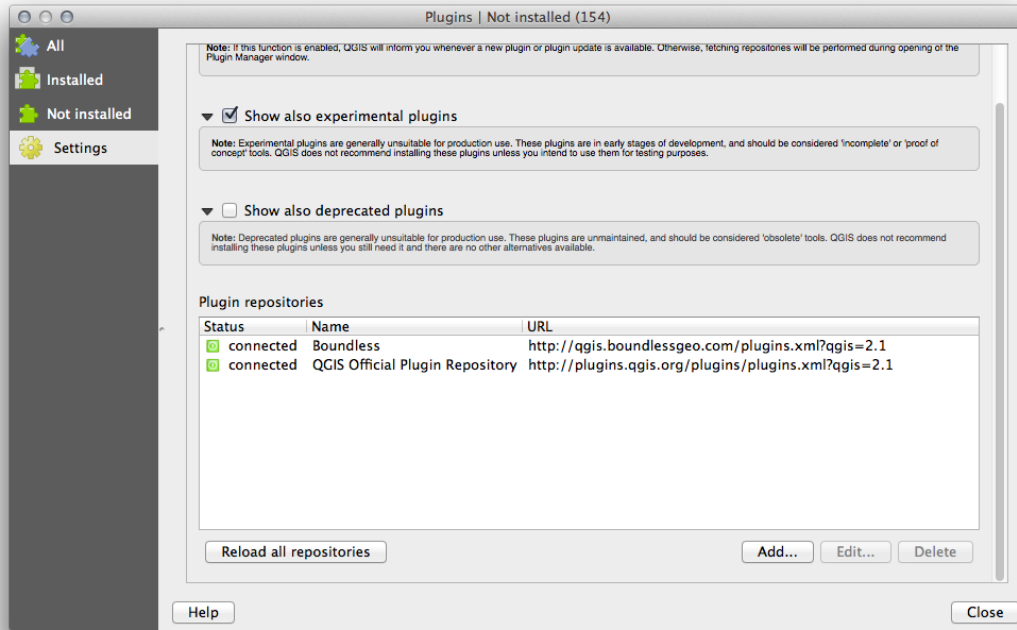 Plugins | Not installed (154)
All
Installed
Not installed
Settings
Note: If this function is enabled, QGIS will inform you whenever a new plugin or plugin update is available. Otherwise, fetching repositories will be performed during opening of the
Plugin Manager window.
Show also experimental plugins
Note: Experimental plugins are generally unsuitable for production use. These plugins are in early stages of development, and should be considered 'incomplete' or 'proof of
concept' tools. QGIS does not recommend installing these plugins unless you intend to use them for testing purposes.
Show also deprecated plugins
Note: Deprecated plugins are generally unsuitable for production use. These plugins are unmaintained, and should be considered 'obsolete' tools. QGIS does not recommend
installing these plugins unless you still need it and there are no other alternatives available.
Plugin repositories
Status Name URL
connected Boundless http://qgis.boundlessgeo.com/plugins.xml?qgis=2.1
connected QGIS Official Plugin Repository http://plugins.qgis.org/plugins/plugins.xml?qgis=2.1
Reload all repositories Add... Edit... Delete
Help Close